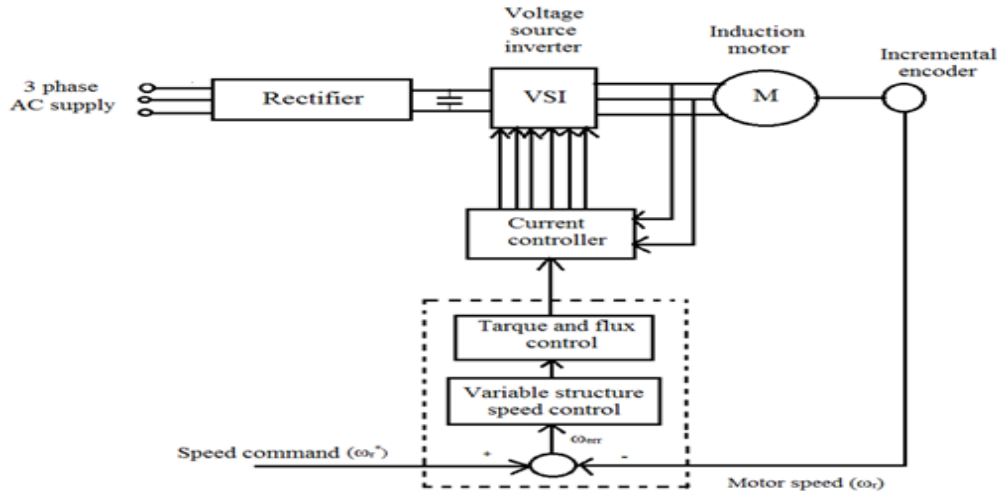 Voltage
source
inverter
Induction
motor
Incremental
encoder
3 phase
AC supply
Rectifier
VSI
M
Current
controller
Tarque and flux
control
Variable structure
speed control
ωerr
Speed command (ωr*)
+
-
Motor speed (ωr)